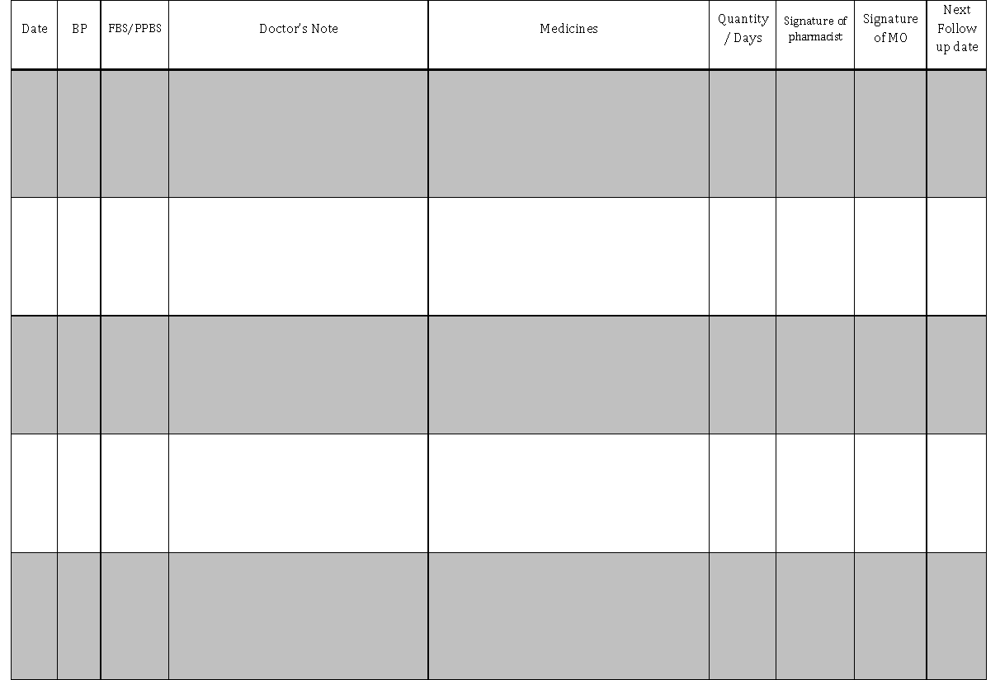 Date
BP
FBS/PPBS
Doctor's Note
Medicines
Quantity
/ Days
Signature of
pharmacist
Signature
of MO
Next
Follow
up date